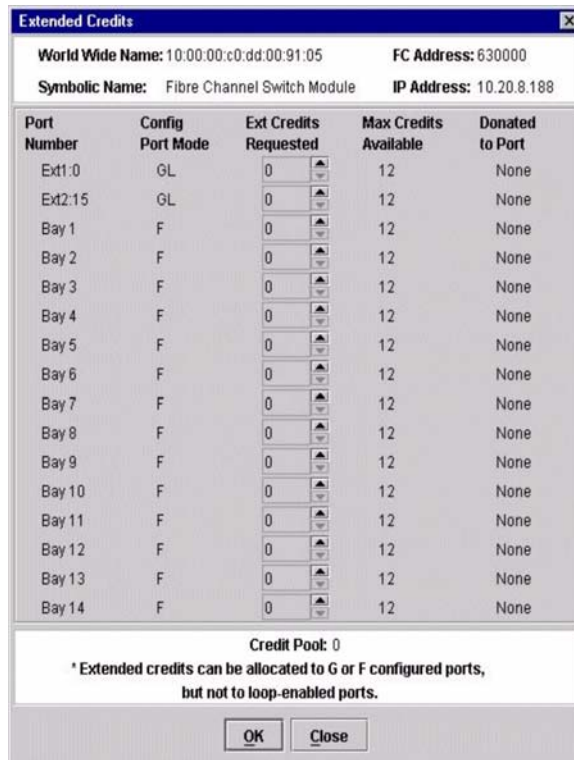 Extended Credits
World Wide Name: 10:00:00:c0:dd:00:91:05 FC Address: 630000
Symbolic Name: Fibre Channel Switch Module IP Address: 10.20.8.188
Port Number Config Port Mode Ext Credits Requested Max Credits Available Donated to Port
Ext1:0 GL 0 12 None
Ext2:15 GL 0 12 None
Bay 1 F 0 12 None
Bay 2 F 0 12 None
Bay 3 F 0 12 None
Bay 4 F 0 12 None
Bay 5 F 0 12 None
Bay 6 F 0 12 None
Bay 7 F 0 12 None
Bay 8 F 0 12 None
Bay 9 F 0 12 None
Bay 10 F 0 12 None
Bay 11 F 0 12 None
Bay 12 F 0 12 None
Bay 13 F 0 12 None
Bay 14 F 0 12 None
Credit Pool: 0
* Extended credits can be allocated to G or F configured ports,
but not to loop-enabled ports.
OK Close